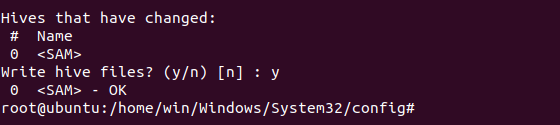 Hives that have changed:
 #  Name
 0  <SAM>
Write hive files? (y/n) [n] : y
 0  <SAM> - OK
root@ubuntu:/home/win/Windows/System32/config#